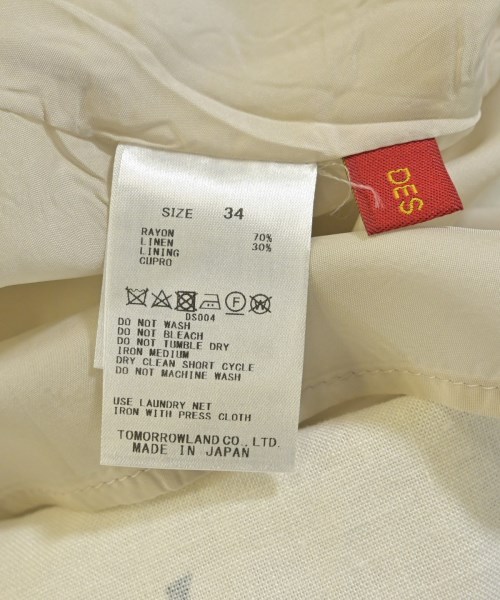 SIZE 34
RAYON 70%
LINEN 30%
LINING
CUPRO
F
DS004
DO NOT WASH
DO NOT BLEACH
DO NOT TUMBLE DRY
IRON MEDIUM
DRY CLEAN SHORT CYCLE
DO NOT MACHINE WASH
USE LAUNDRY NET
IRON WITH PRESS CLOTH
TOMORROWLAND CO., LTD.
MADE IN JAPAN
DES